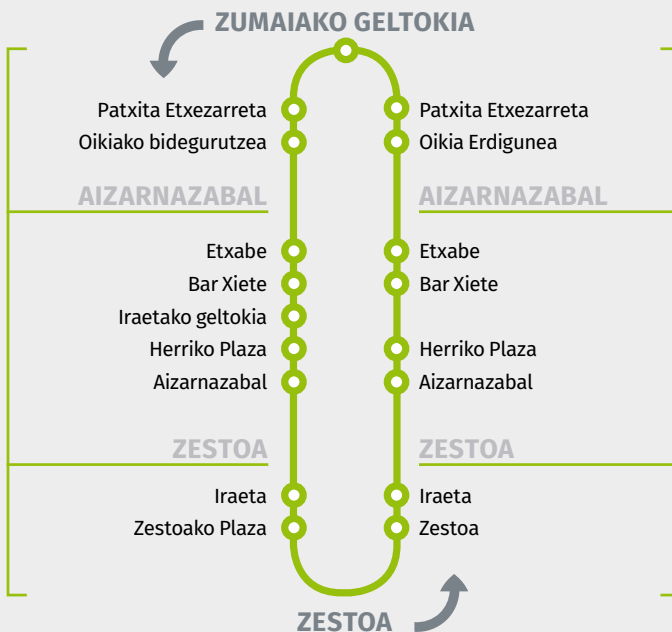 ZUMAIAKO GELTOKIA
Patxita Etxezarreta
Oikiako bidegurutzea
AIZARNAZABAL
Etxabe
Bar Xiete
Iraetako geltokia
Herriko Plaza
Aizarnazabal
ZESTOA
Iraeta
Zestoako Plaza
Patxita Etxezarreta
Oikia Erdigunea
AIZARNAZABAL
Etxabe
Bar Xiete
Herriko Plaza
Aizarnazabal
ZESTOA
Iraeta
Zestoa
ZESTOA